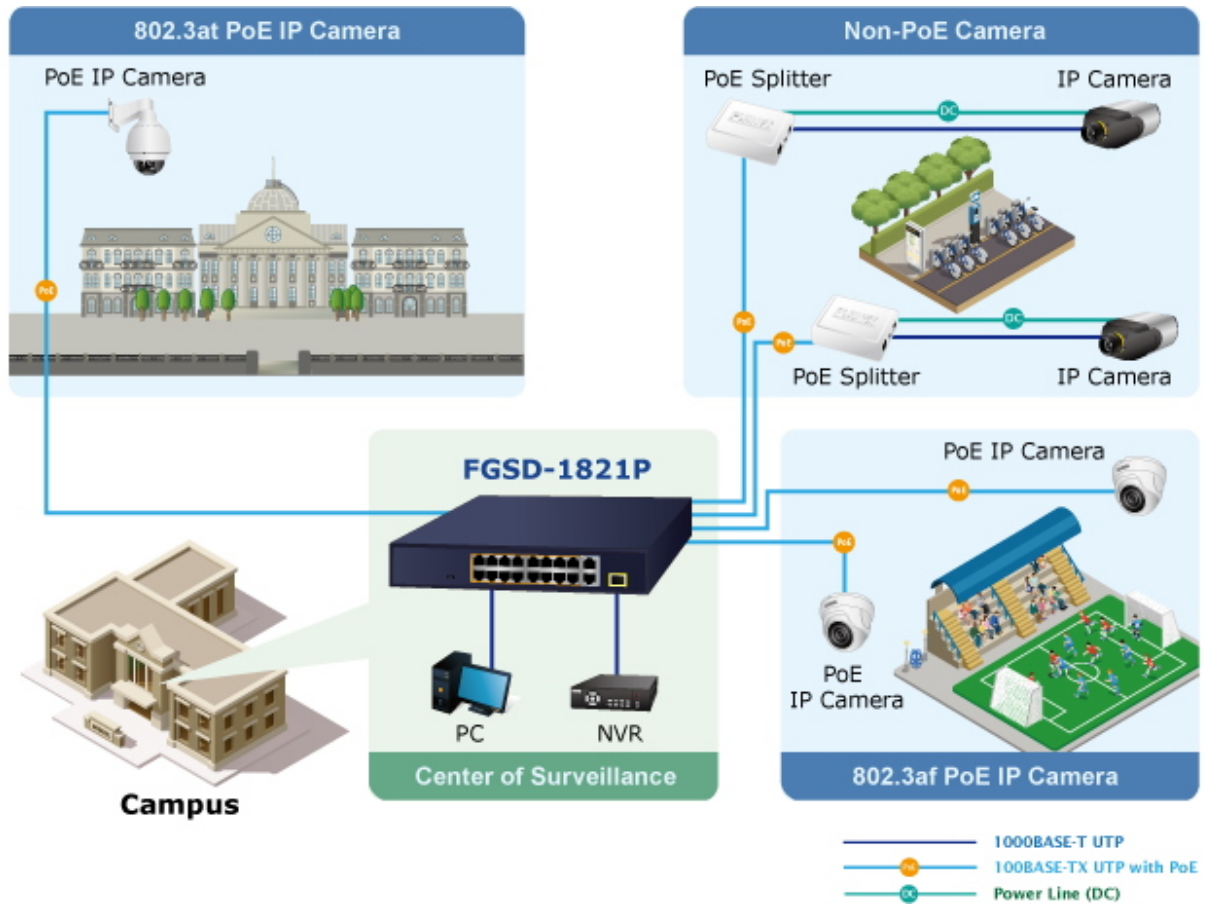 802.3at PoE IP Camera
PoE IP Camera
PoE
Non-PoE Camera
PoE Splitter
IP Camera
DC
PoE
PoE
DC
PoE Splitter
IP Camera
FGSD-1821P
PC
NVR
Center of Surveillance
Campus
PoE IP Camera
PoE
PoE
PoE
IP Camera
802.3af PoE IP Camera
1000BASE-T UTP
PoE
100BASE-TX UTP with PoE
DC
Power Line (DC)